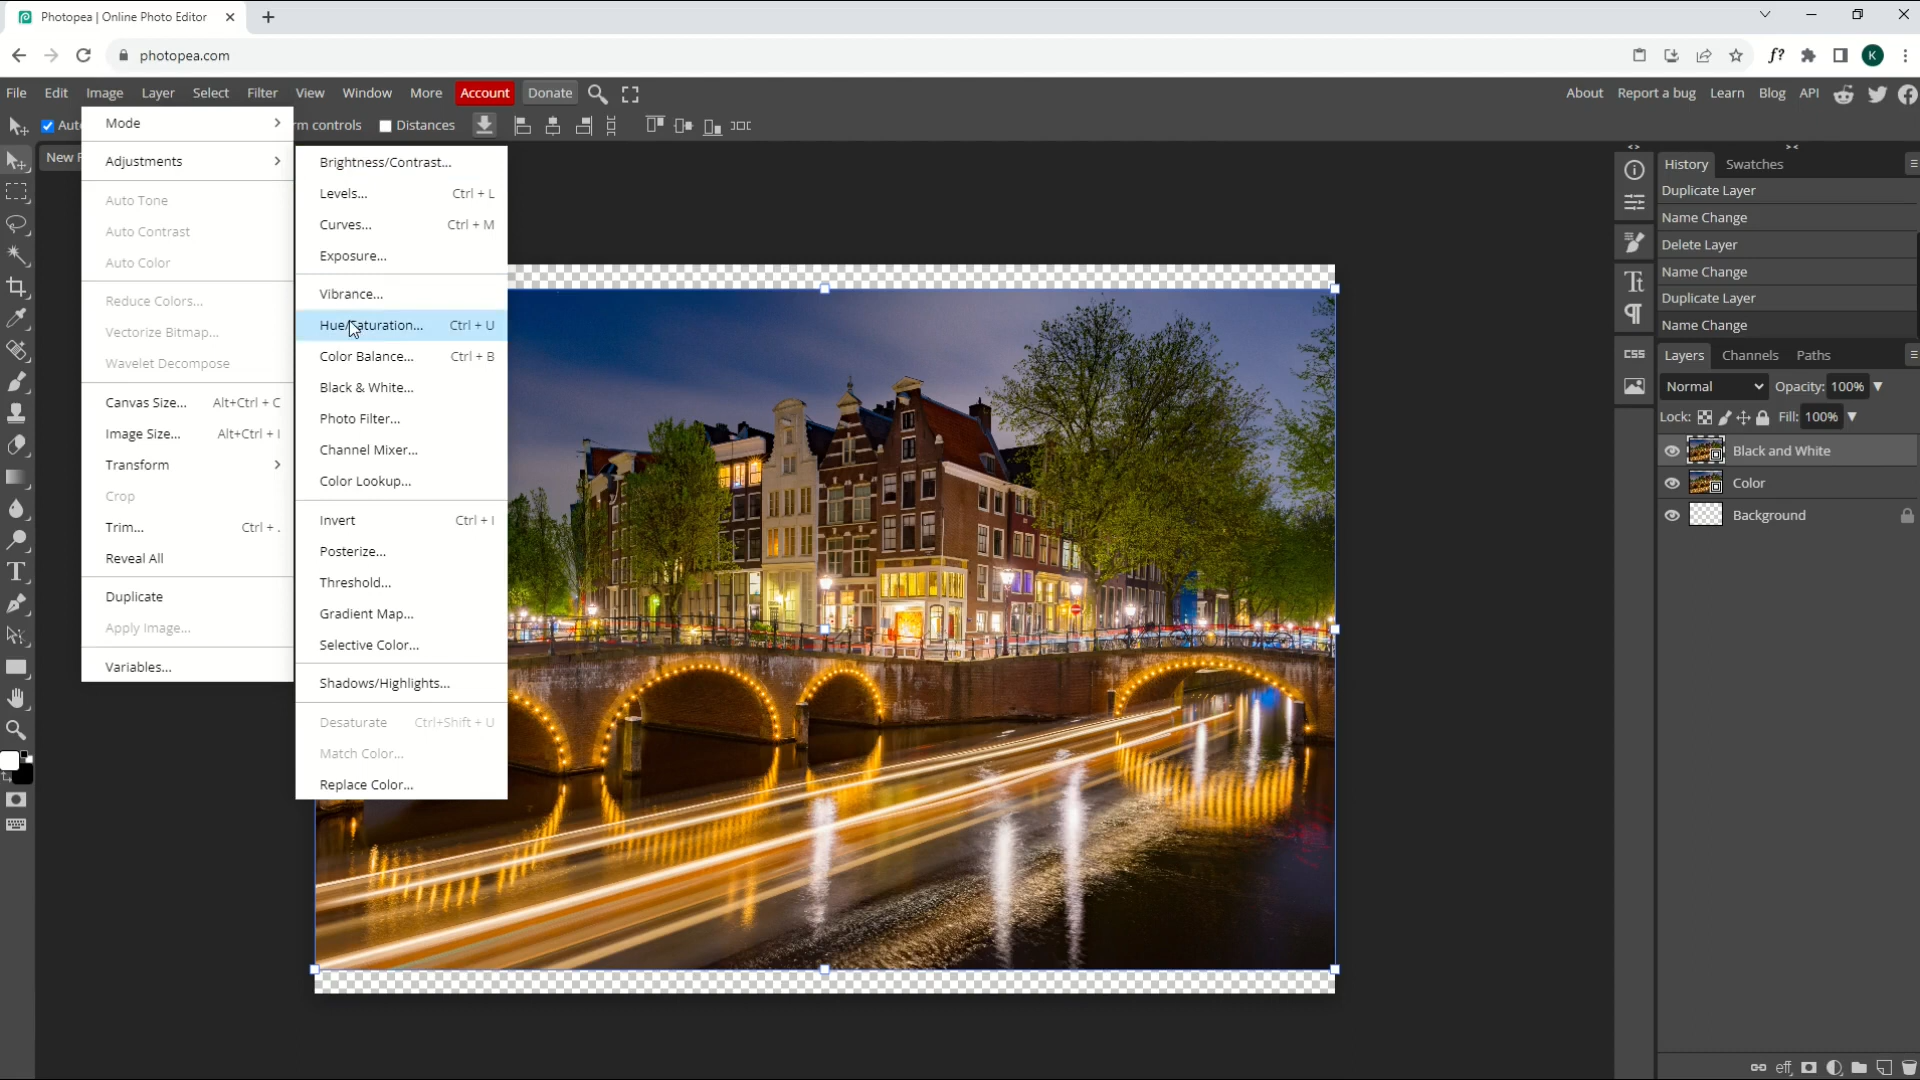 Photopea | Online Photo Editor
photopea.com
File Edit Image Layer Select Filter View Window More Account Donate
About Report a bug Learn Blog API
rm controls Distances
New
Mode
Adjustments
Auto Tone
Auto Contrast
Auto Color
Reduce Colors...
Vectorize Bitmap...
Wavelet Decompose
Canvas Size... Alt+Ctrl + C
Image Size... Alt+Ctrl + I
Transform
Crop
Trim... Ctrl + .
Reveal All
Duplicate
Apply Image...
Variables...
Brightness/Contrast...
Levels... Ctrl + L
Curves... Ctrl + M
Exposure...
Vibrance...
Hue/Saturation... Ctrl + U
Color Balance... Ctrl + B
Black & White...
Photo Filter...
Channel Mixer...
Color Lookup...
Invert Ctrl + I
Posterize...
Threshold...
Gradient Map...
Selective Color...
Shadows/Highlights...
Desaturate Ctrl+Shift + U
Match Color...
Replace Color...
CSS
History Swatches
Duplicate Layer
Name Change
Delete Layer
Name Change
Duplicate Layer
Name Change
Layers Channels Paths
Normal Opacity: 100%
Lock: Fill: 100%
Black and White
Color
Background
eff
K
f?